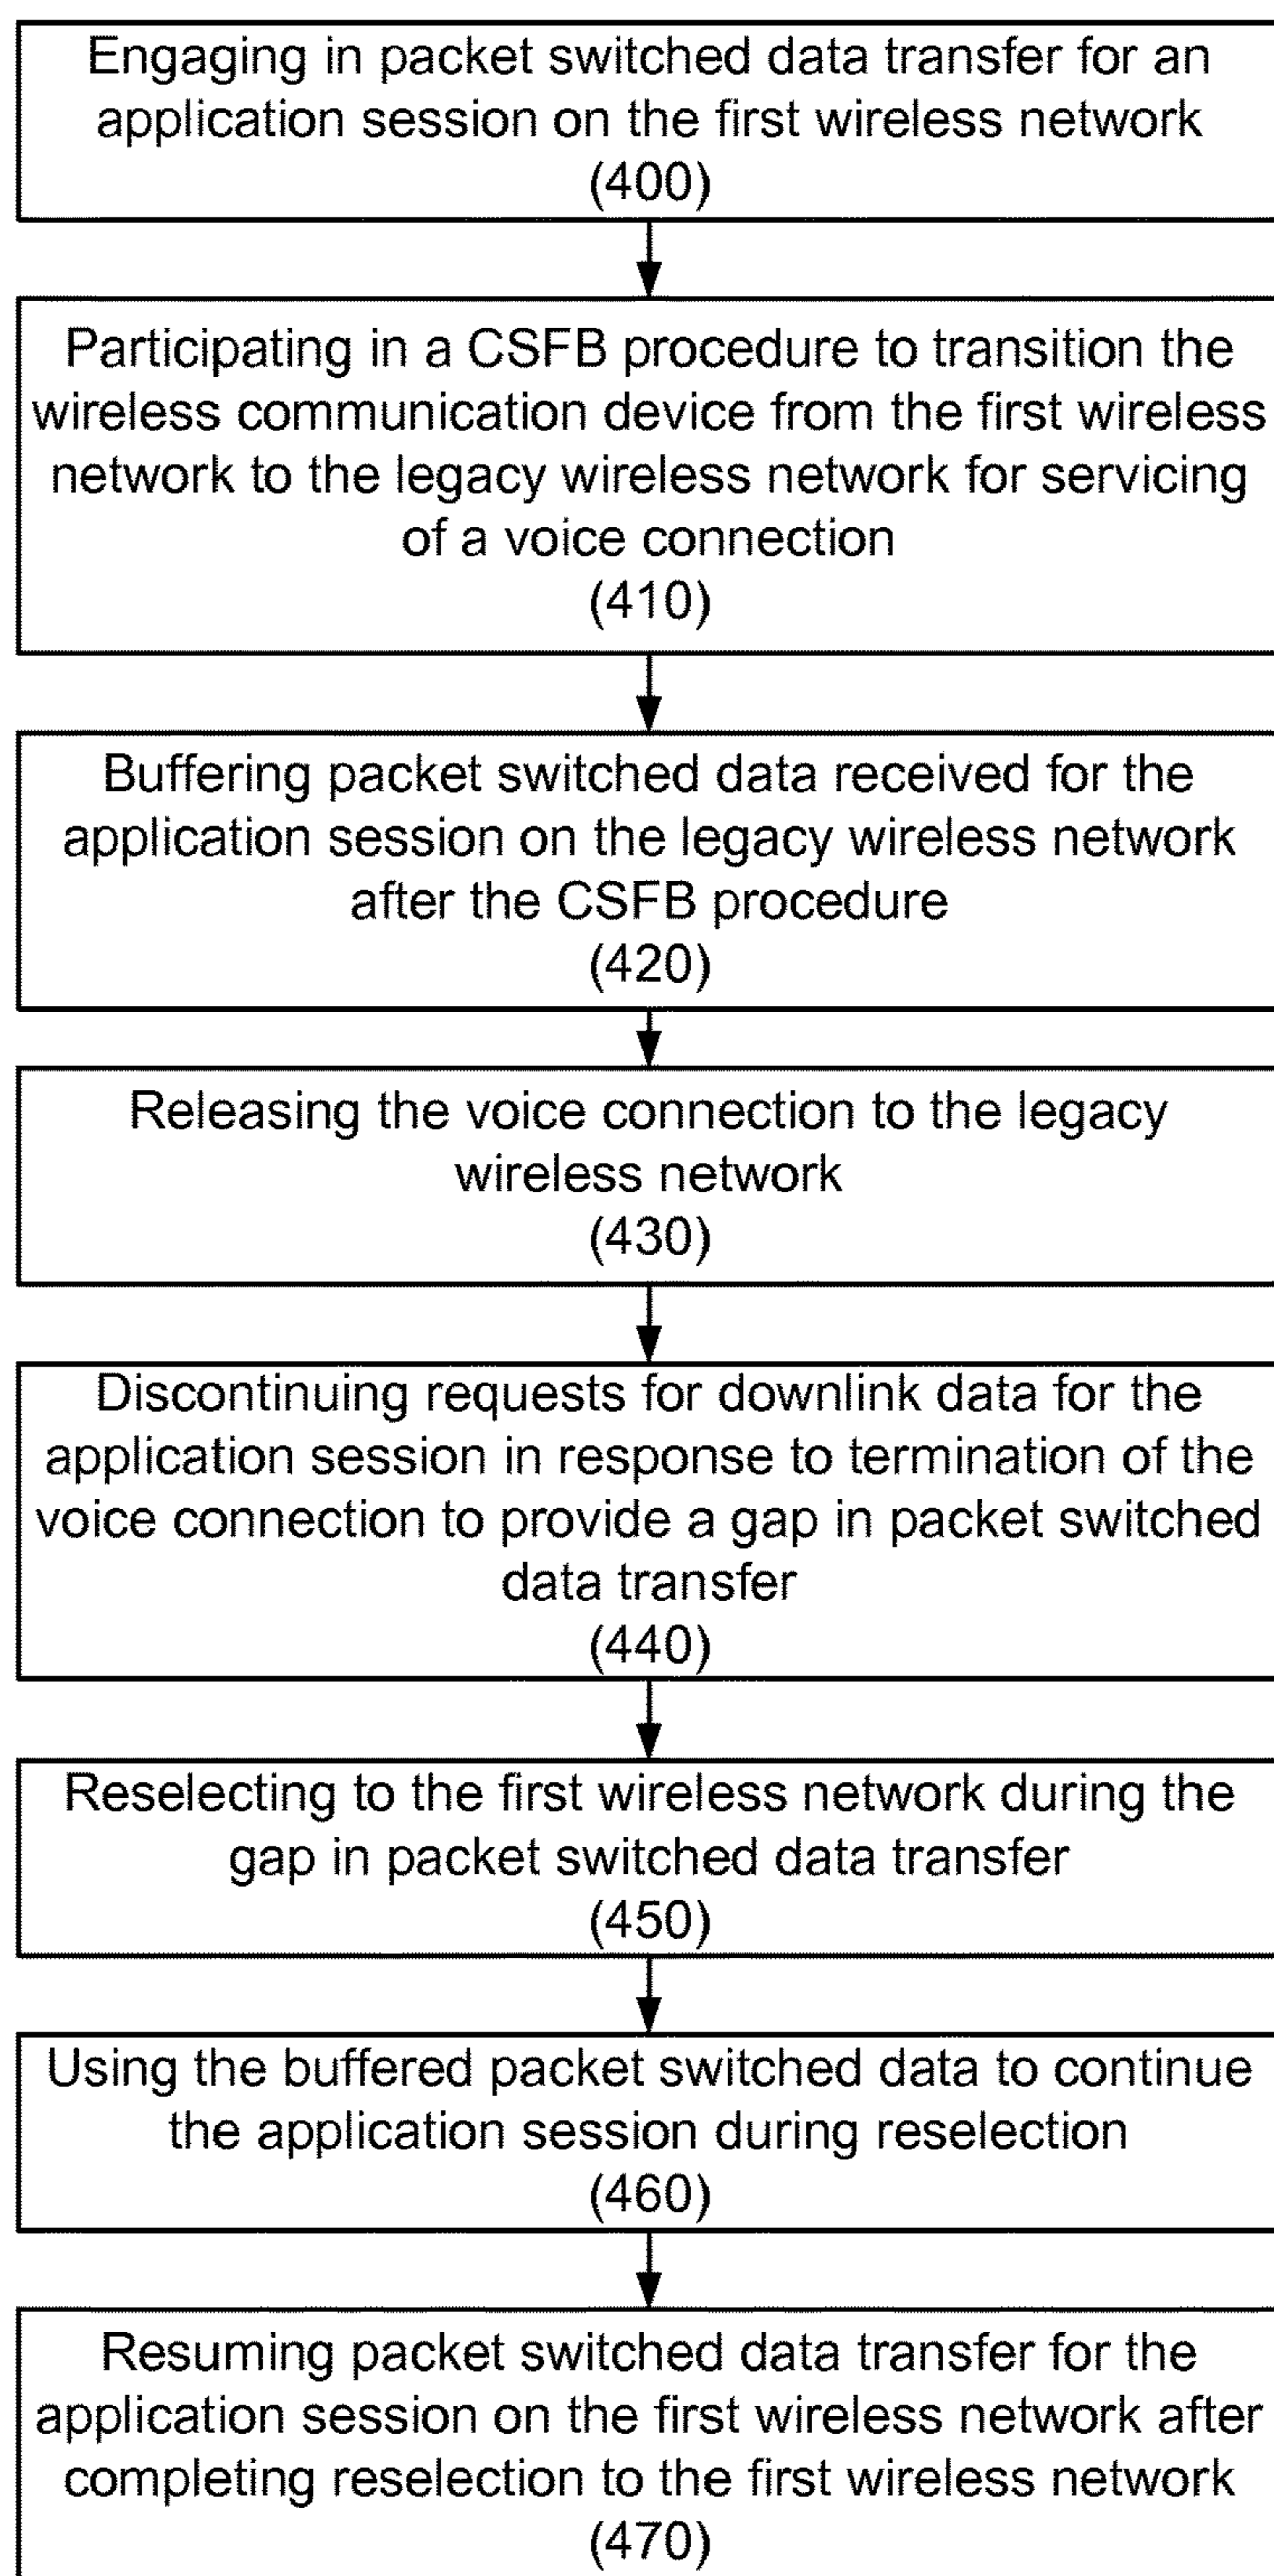 Engaging in packet switched data transfer for an
application session on the first wireless network
(400)
Participating in a CSFB procedure to transition the
wireless communication device from the first wireless
network to the legacy wireless network for servicing
of a voice connection
(410)
Buffering packet switched data received for the
application session on the legacy wireless network
after the CSFB procedure
(420)
Releasing the voice connection to the legacy
wireless network
(430)
Discontinuing requests for downlink data for the
application session in response to termination of the
voice connection to provide a gap in packet switched
data transfer
(440)
Reselecting to the first wireless network during the
gap in packet switched data transfer
(450)
Using the buffered packet switched data to continue
the application session during reselection
(460)
Resuming packet switched data transfer for the
application session on the first wireless network after
completing reselection to the first wireless network
(470)